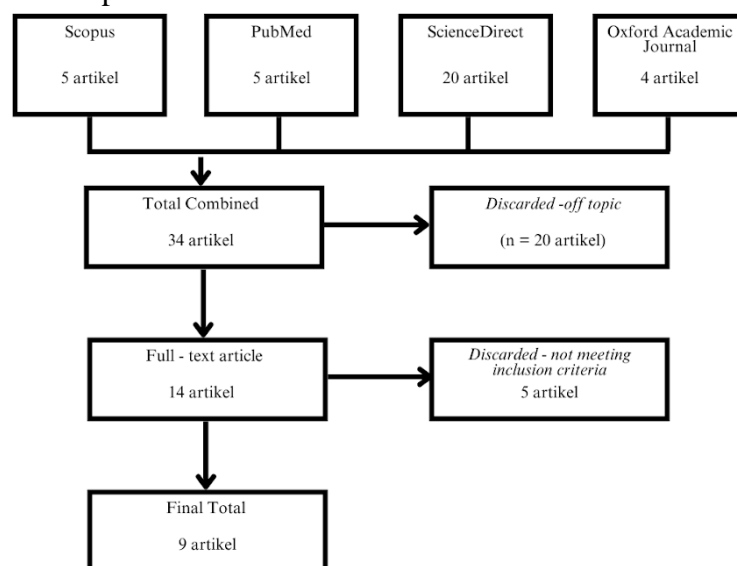 Scopus
5 artikel
PubMed
5 artikel
ScienceDirect
20 artikel
Oxford Academic
Journal
4 artikel
Total Combined
34 artikel
Discarded -off topic
(n = 20 artikel)
Full - text article
14 artikel
Discarded - not meeting
inclusion criteria
5 artikel
Final Total
9 artikel